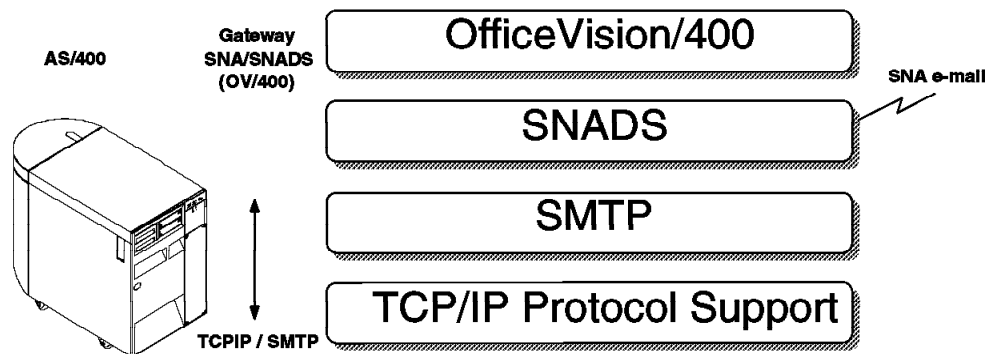 AS/400
Gateway
SNA/SNADS
(OV/400)
OfficeVision/400
SNA e-mail
SNADS
SMTP
TCP/IP Protocol Support
TCPIP / SMTP